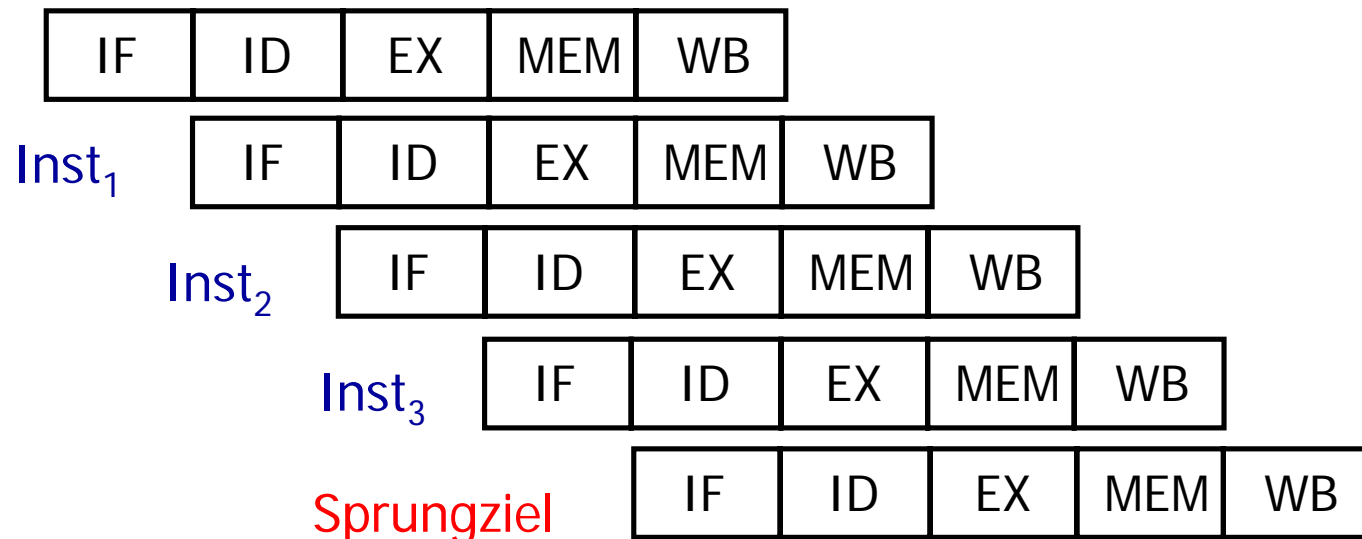 IF ID EX MEM WB
Inst₁ IF ID EX MEM WB
Inst₂ IF ID EX MEM WB
Inst₃ IF ID EX MEM WB
Sprungziel IF ID EX MEM WB